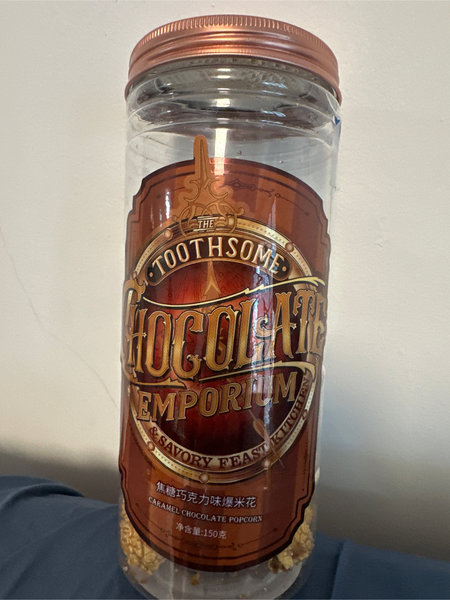 THE
TOOTHSOME
CHOCOLATE
EMPORIUM
& SAVORY FEAST KITCHEN
焦糖巧克力味爆米花
CARAMEL CHOCOLATE POPCORN
净含量:150克